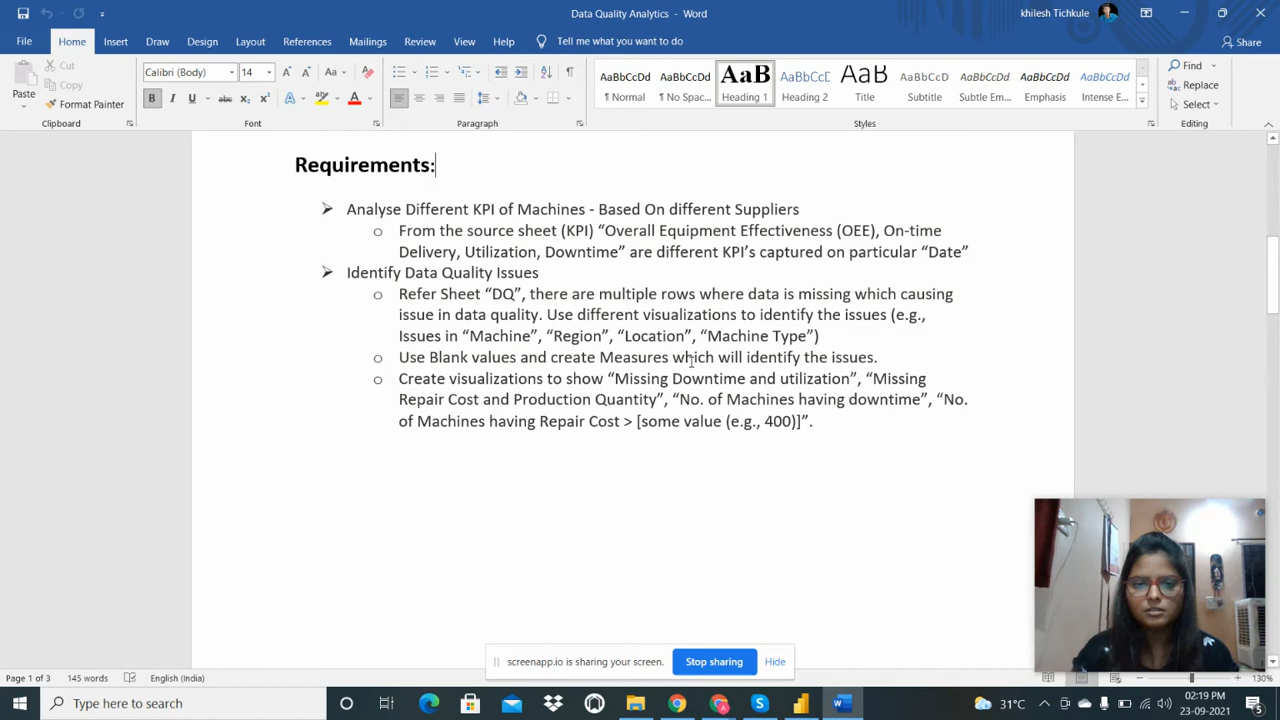 Data Quality Analytics - Word
khilesh Tichkule
File Home Insert Draw Design Layout References Mailings Review View Help Tell me what you want to do Share
Paste
Cut
Copy
Format Painter
Clipboard
Calibri (Body) 14
Font
Paragraph
AaBbCcDd AaBbCcDd AaB AaBbCcD AaB AaBbCcDd AaBbCcDd AaBbCcDd AaBbCcDd
¶ Normal ¶ No Spac... Heading 1 Heading 2 Title Subtitle Subtle Em... Emphasis Intense E...
Styles
Find
Replace
Select
Editing
Requirements:
Analyse Different KPI of Machines - Based On different Suppliers
From the source sheet (KPI) “Overall Equipment Effectiveness (OEE), On-time
Delivery, Utilization, Downtime” are different KPI’s captured on particular “Date”
Identify Data Quality Issues
Refer Sheet “DQ”, there are multiple rows where data is missing which causing
issue in data quality. Use different visualizations to identify the issues (e.g.,
Issues in “Machine”, “Region”, “Location”, “Machine Type”)
Use Blank values and create Measures which will identify the issues.
Create visualizations to show “Missing Downtime and utilization”, “Missing
Repair Cost and Production Quantity”, “No. of Machines having downtime”, “No.
of Machines having Repair Cost > [some value (e.g., 400)]”.
screenapp.io is sharing your screen. Stop sharing Hide
Page 1 of 3 145 words English (India) 130%
Type here to search
31°C
ENG
02:19 PM
23-09-2021
5